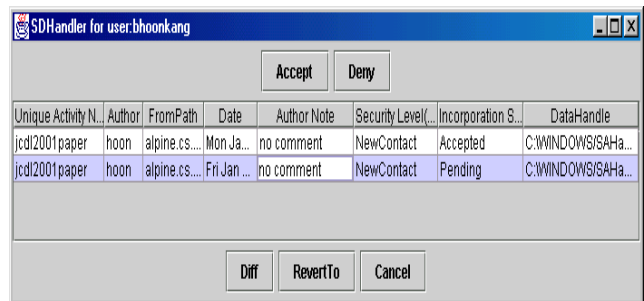 SDHandler for user:bhoonkang
Accept Deny
Unique Activity N... Author FromPath Date Author Note Security Level(... Incorporation S... DataHandle
jcdl2001paper hoon alpine.cs.... Mon Ja... no comment NewContact Accepted C:\WINDOWS/SAHa...
jcdl2001paper hoon alpine.cs.... Fri Jan ... no comment NewContact Pending C:\WINDOWS/SAHa...
Diff RevertTo Cancel